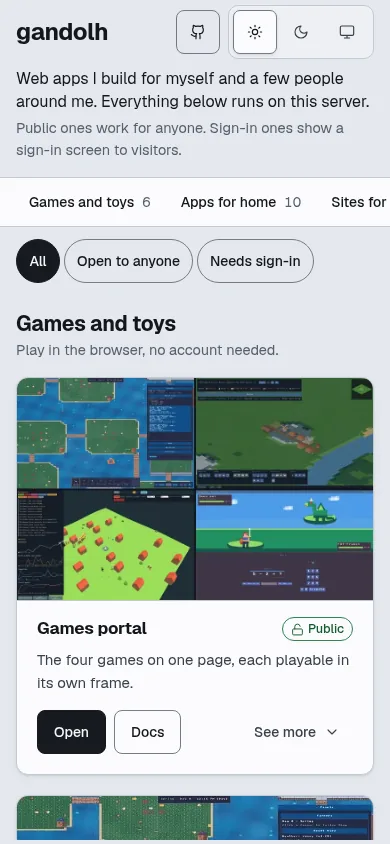 gandolh
Web apps I build for myself and a few people
around me. Everything below runs on this server.
Public ones work for anyone. Sign-in ones show a
sign-in screen to visitors.
Games and toys 6 Apps for home 10 Sites for
All Open to anyone Needs sign-in
Games and toys
Play in the browser, no account needed.
Games portal Public
The four games on one page, each playable in
its own frame.
Open Docs See more